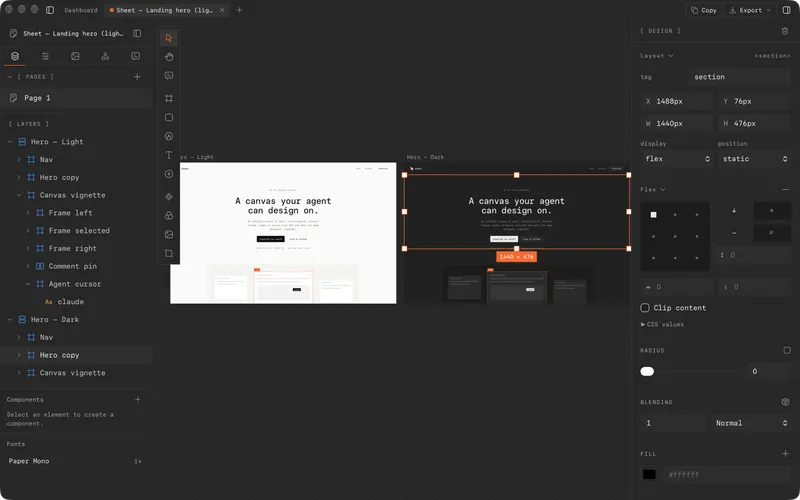 Dashboard
Sheet — Landing hero (lig…
Copy
Export
Sheet — Landing hero (ligh…
[ PAGES ]
Page 1
[ LAYERS ]
Hero — Light
Nav
Hero copy
Canvas vignette
Frame left
Frame selected
Frame right
Comment pin
Agent cursor
Aa claude
Hero — Dark
Nav
Hero copy
Canvas vignette
Components
Select an element to create a
component.
Fonts
Paper Mono
1×
ro — Light
A canvas your agent
can design on.
Hero — Dark
A canvas your agent
can design on.
1440 × 476
[ DESIGN ]
Layout
<section>
tag
section
X 1488px
Y 76px
W 1440px
H 476px
display
position
flex
static
Flex
0
0
0
Clip content
CSS values
RADIUS
0
BLENDING
1
Normal
FILL
#ffffff